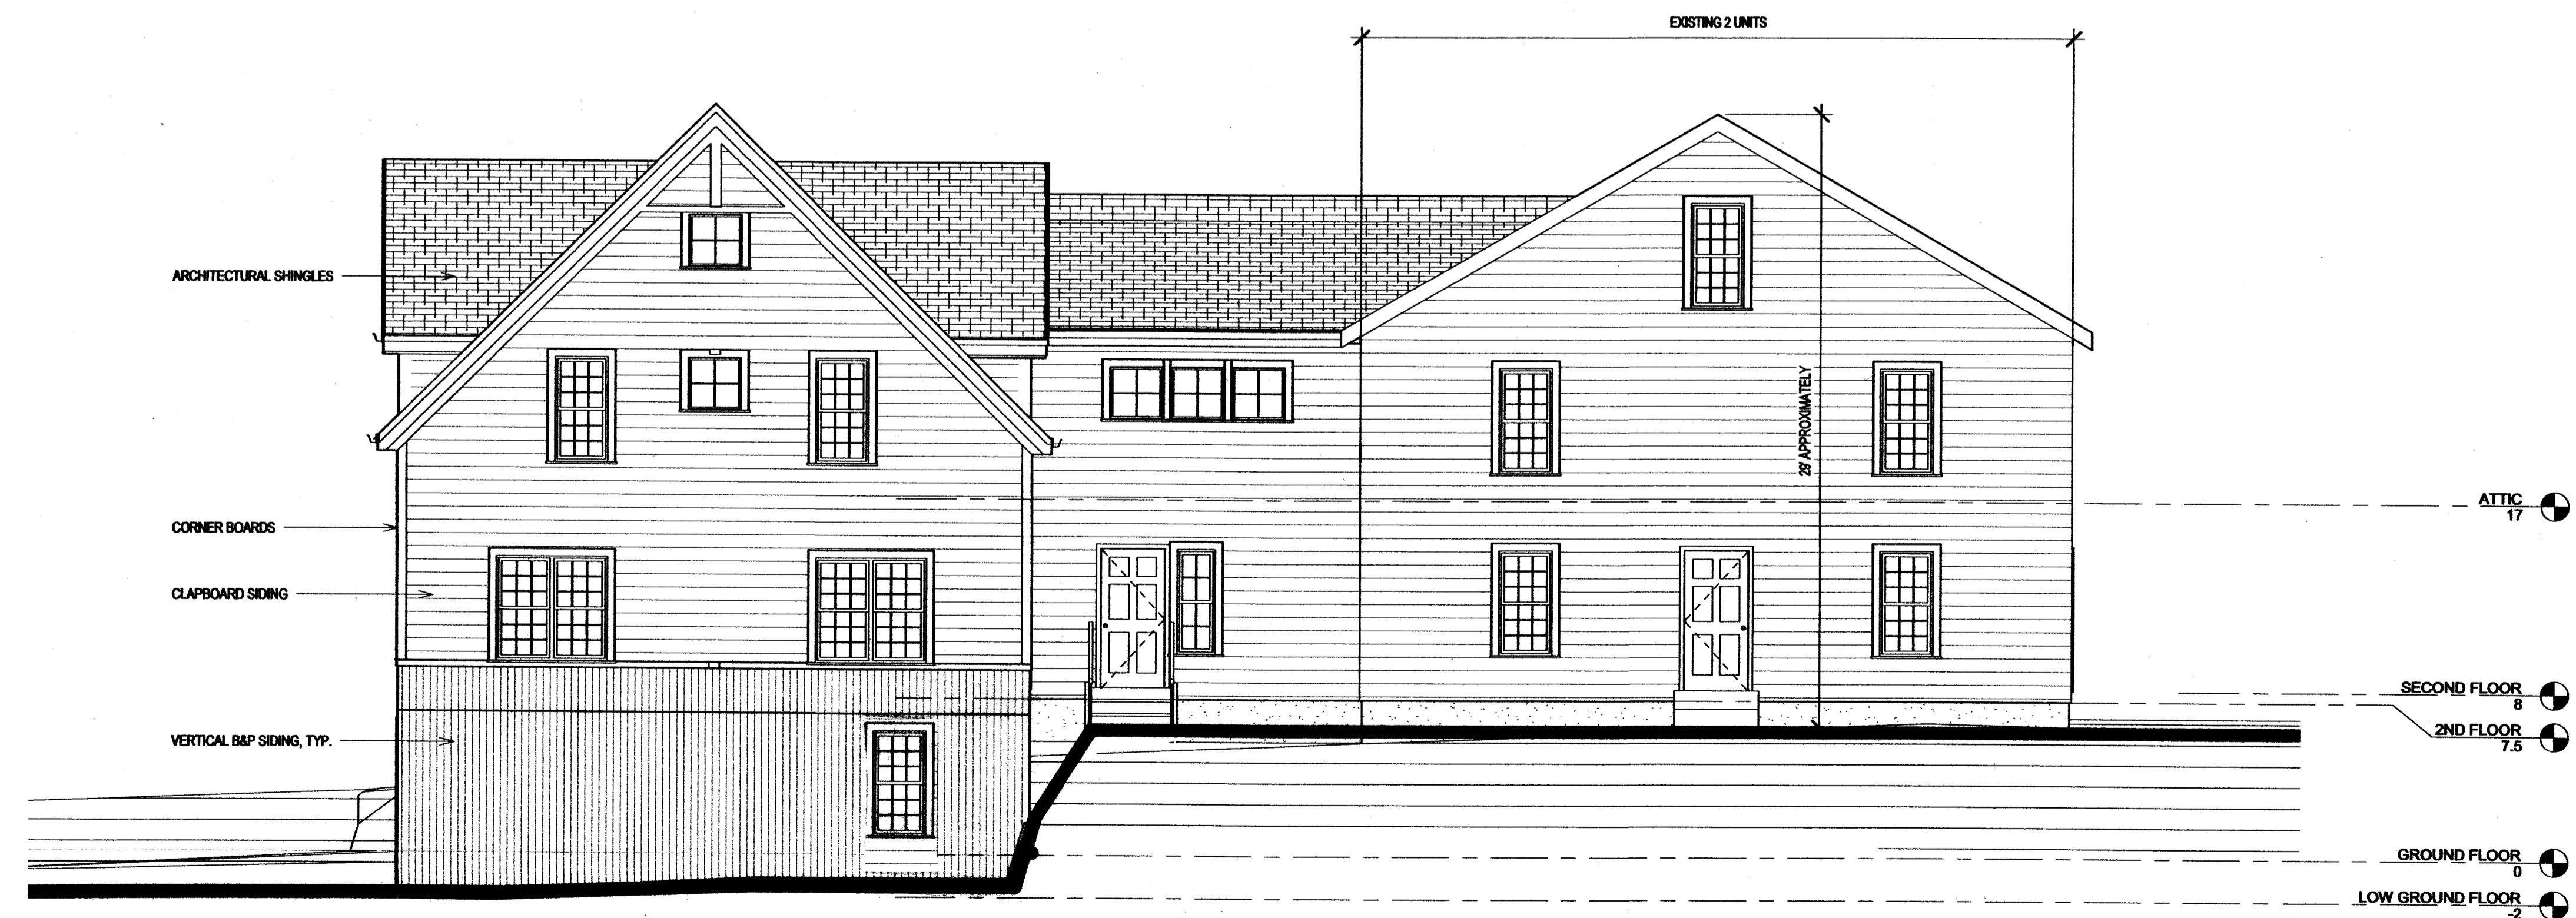 EXISTING 2 UNITS
ARCHITECTURAL SHINGLES
29' APPROXIMATELY
ATTIC
17
CORNER BOARDS
CLAPBOARD SIDING
SECOND FLOOR
8
2ND FLOOR
7.5
VERTICAL B&P SIDING, TYP.
GROUND FLOOR
0
LOW GROUND FLOOR
-2